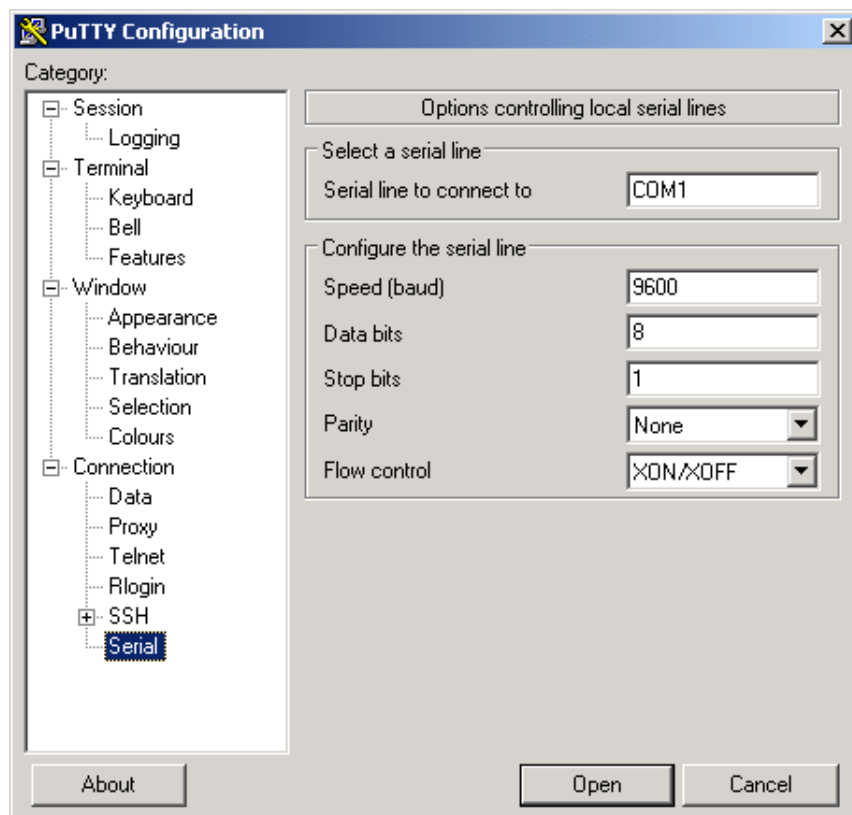 PuTTY Configuration
Category:
Session
Logging
Terminal
Keyboard
Bell
Features
Window
Appearance
Behaviour
Translation
Selection
Colours
Connection
Data
Proxy
Telnet
Rlogin
SSH
Serial
Options controlling local serial lines
Select a serial line
Serial line to connect to COM1
Configure the serial line
Speed (baud) 9600
Data bits 8
Stop bits 1
Parity None
Flow control XON/XOFF
About Open Cancel